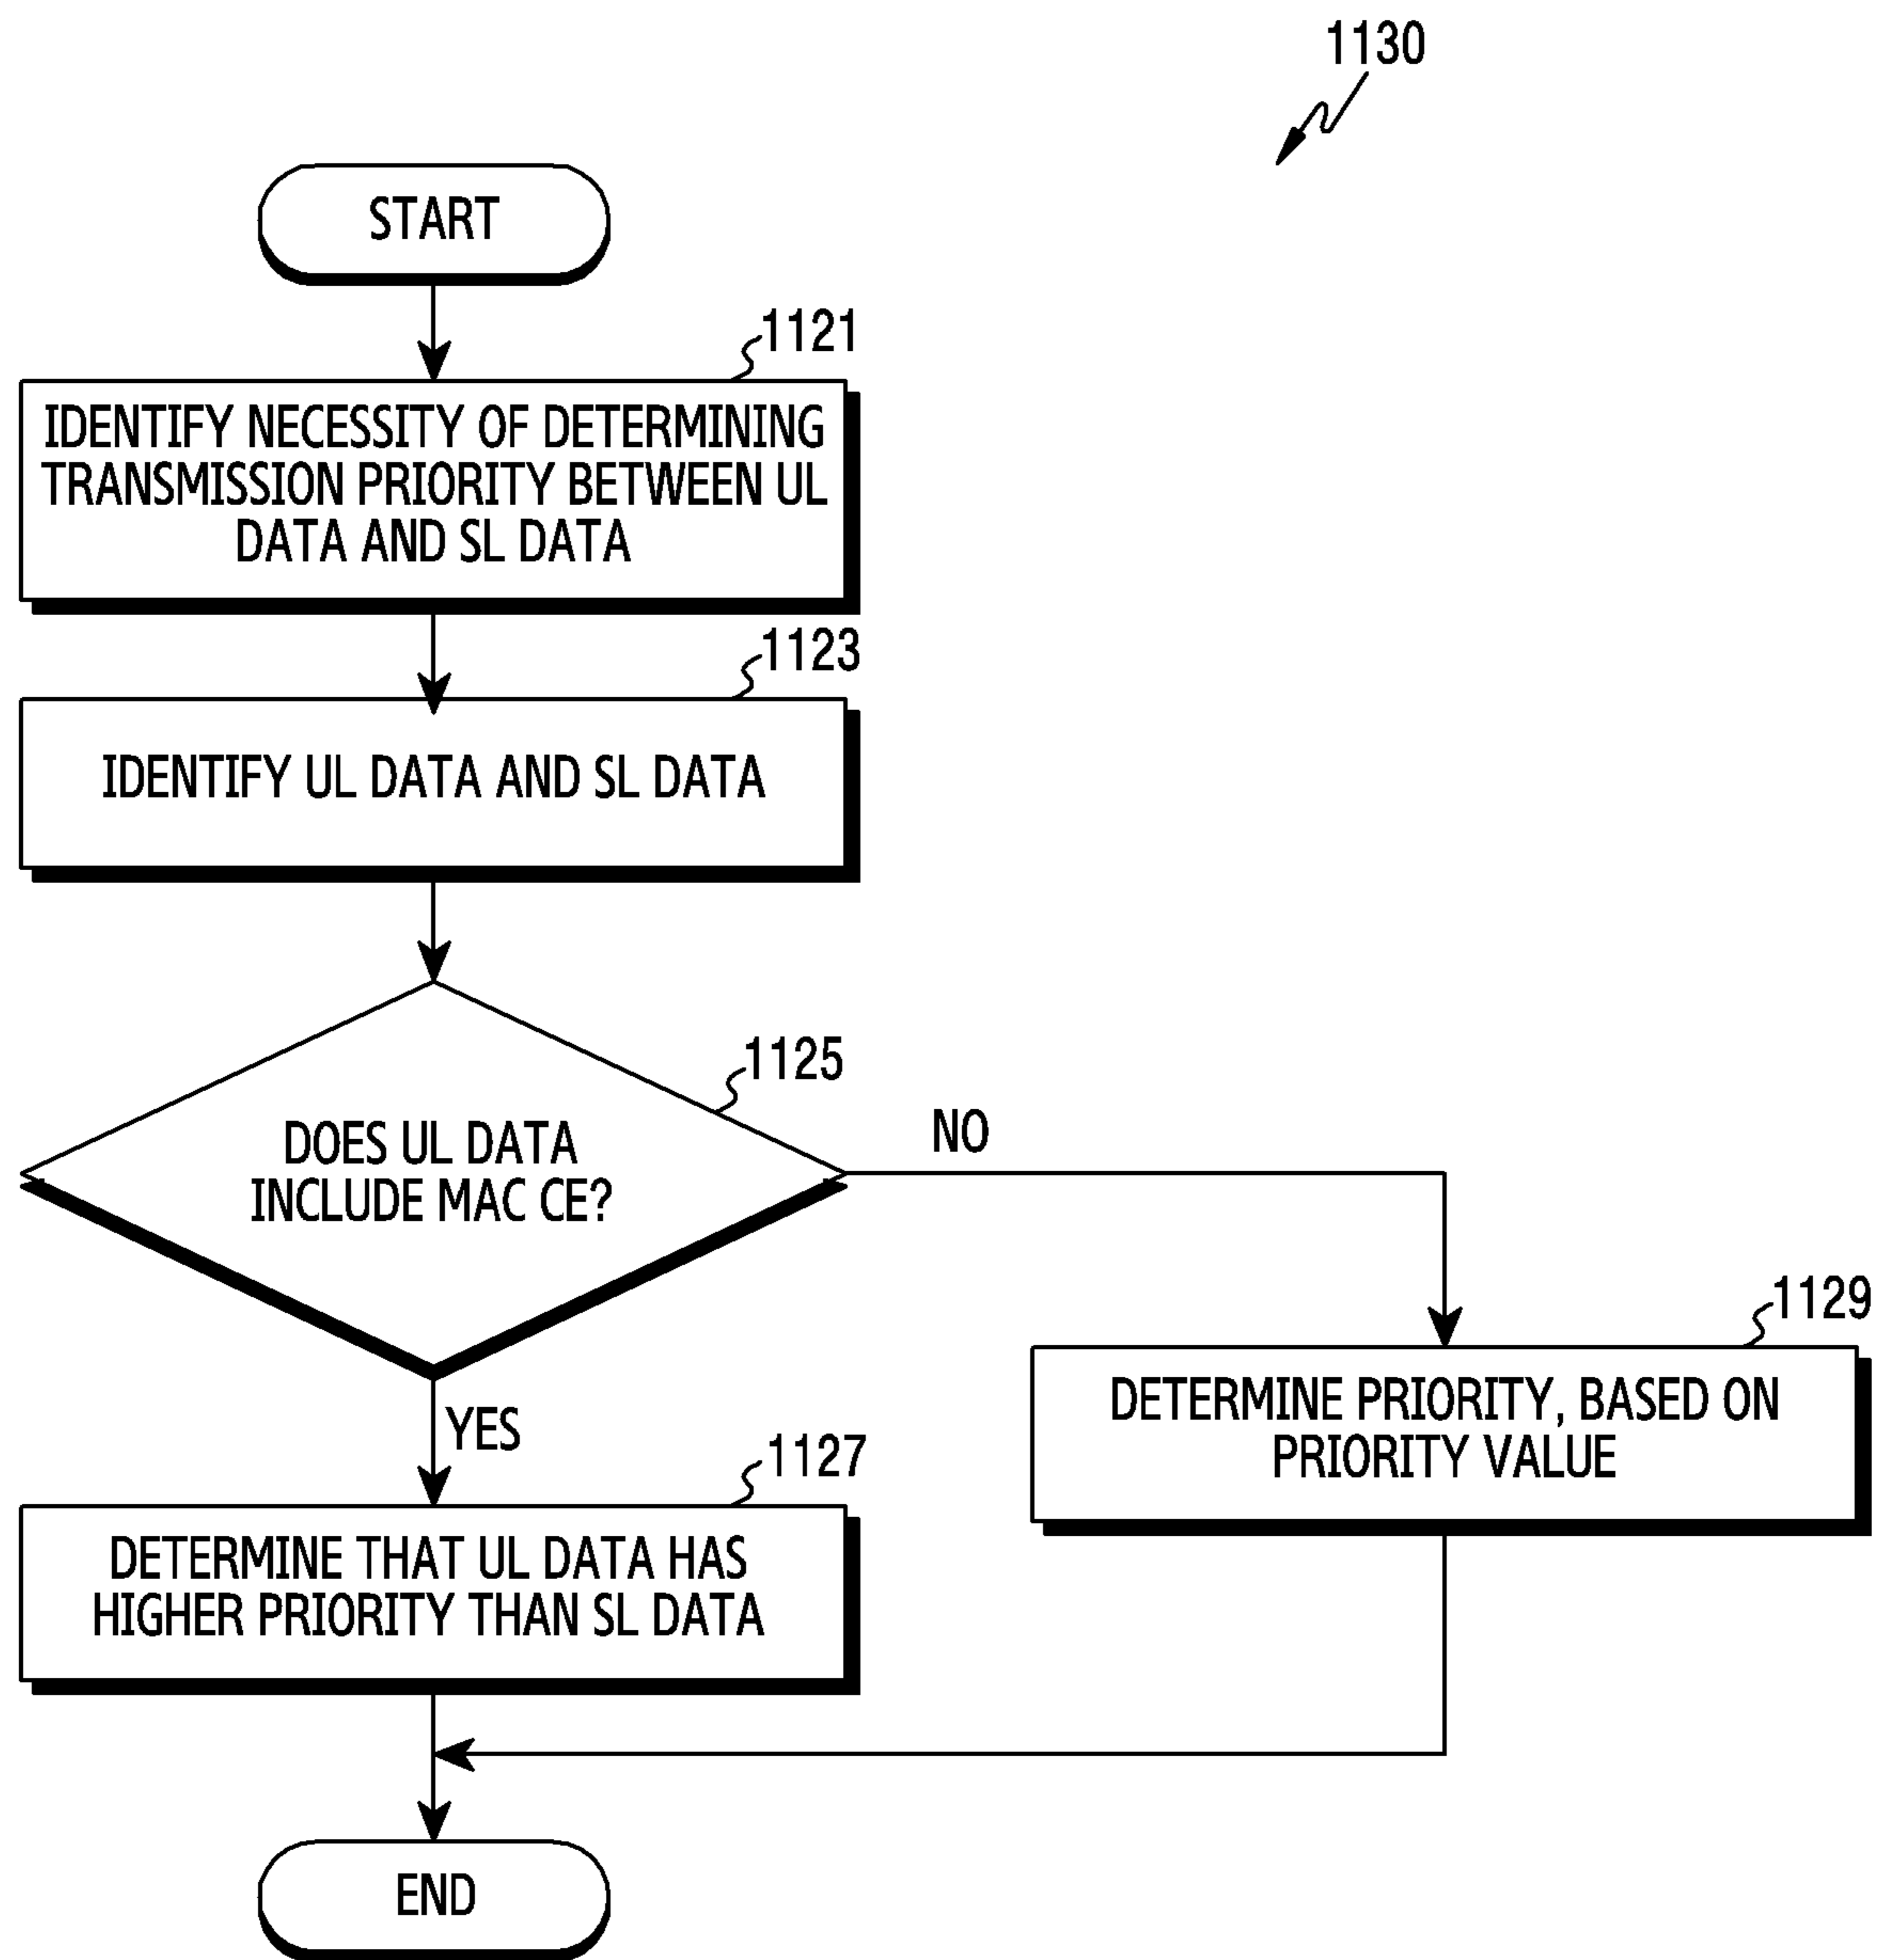 1130
START
1121
IDENTIFY NECESSITY OF DETERMINING
TRANSMISSION PRIORITY BETWEEN UL
DATA AND SL DATA
1123
IDENTIFY UL DATA AND SL DATA
1125
DOES UL DATA
INCLUDE MAC CE?
NO
YES
1129
DETERMINE PRIORITY, BASED ON
PRIORITY VALUE
1127
DETERMINE THAT UL DATA HAS
HIGHER PRIORITY THAN SL DATA
END